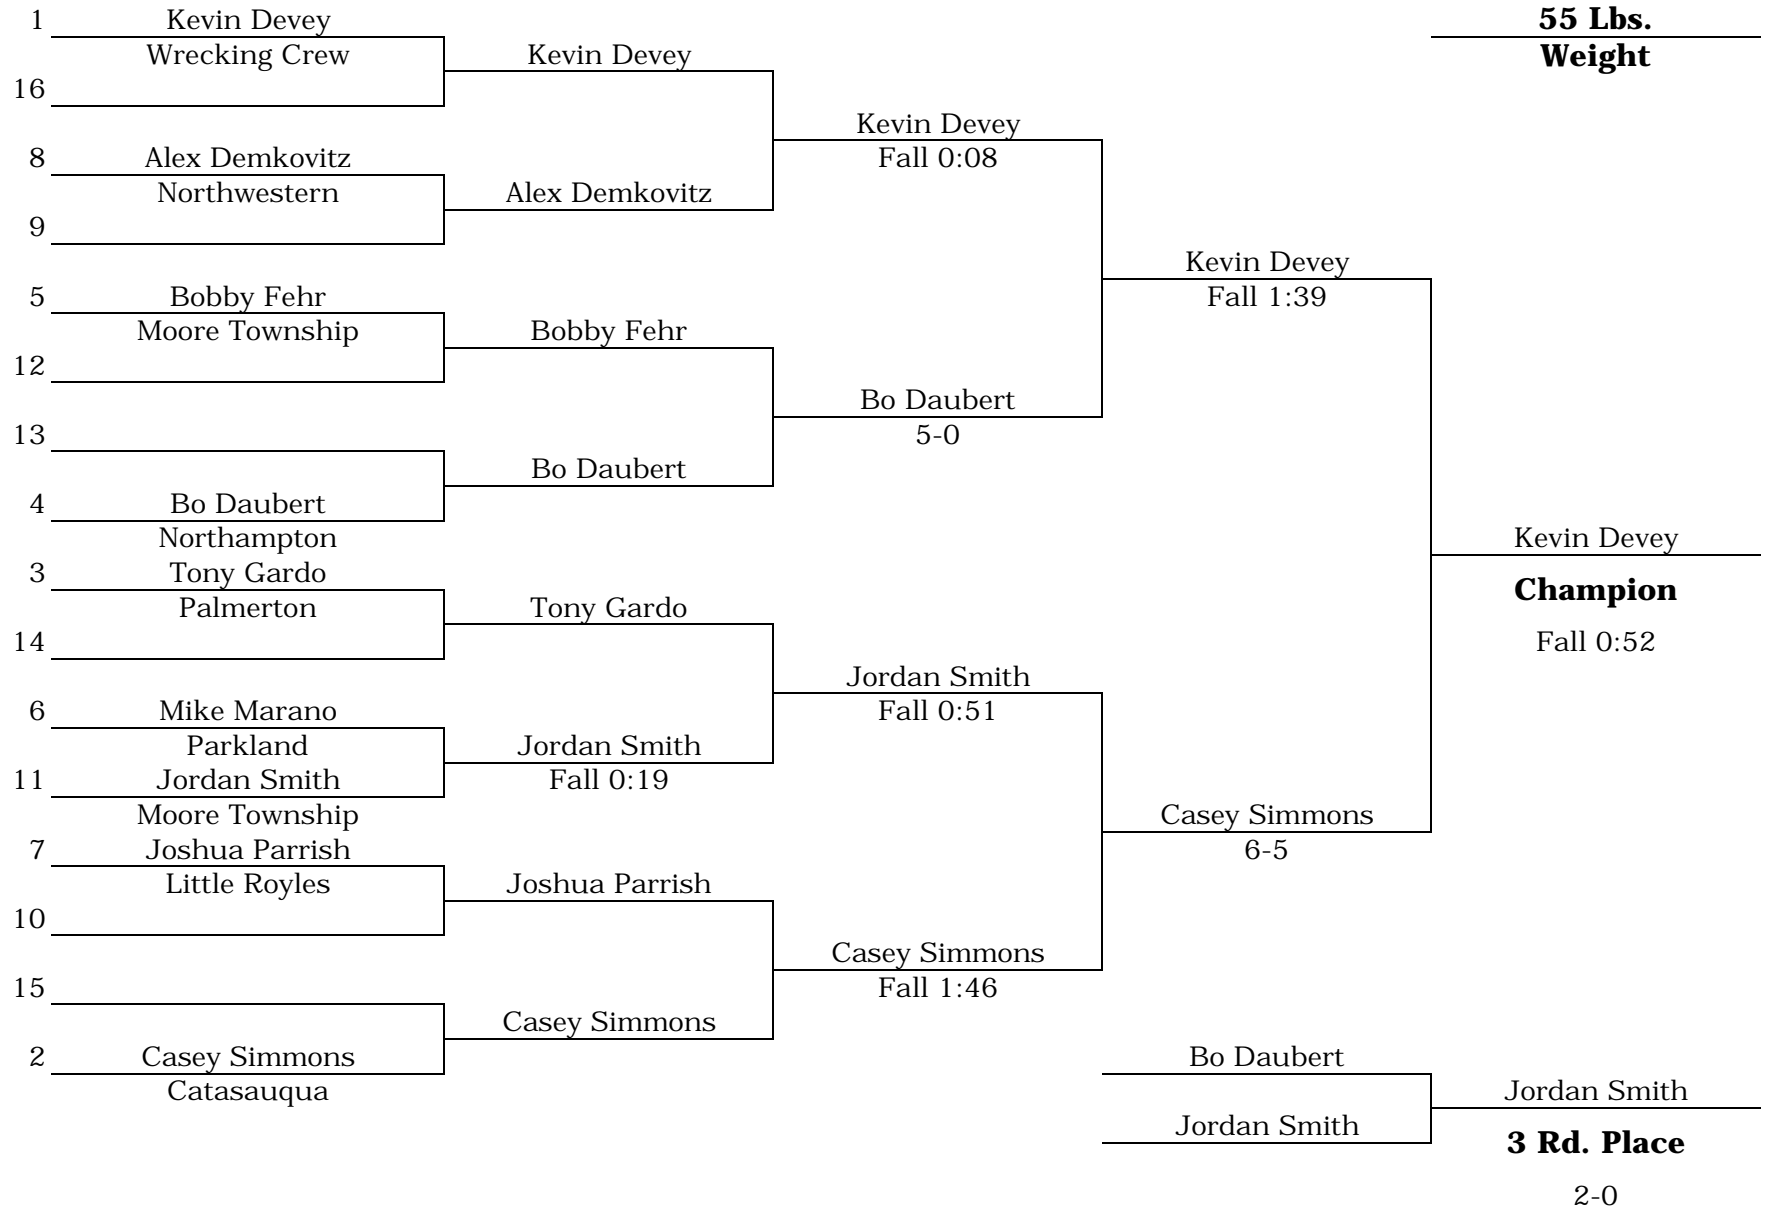 55 Lbs.
Weight
1 Kevin Devey
Wrecking Crew
16
8 Alex Demkovitz
Northwestern
9
5 Bobby Fehr
Moore Township
12
13
4 Bo Daubert
Northampton
3 Tony Gardo
Palmerton
14
6 Mike Marano
Parkland
11 Jordan Smith
Moore Township
7 Joshua Parrish
Little Royles
10
15
2 Casey Simmons
Catasauqua
Kevin Devey
Alex Demkovitz
Bobby Fehr
Bo Daubert
Tony Gardo
Jordan Smith
Fall 0:19
Joshua Parrish
Casey Simmons
Kevin Devey
Fall 0:08
Bo Daubert
5-0
Jordan Smith
Fall 0:51
Casey Simmons
Fall 1:46
Kevin Devey
Fall 1:39
Casey Simmons
6-5
Kevin Devey
Champion
Fall 0:52
Bo Daubert
Jordan Smith
Jordan Smith
3 Rd. Place
2-0